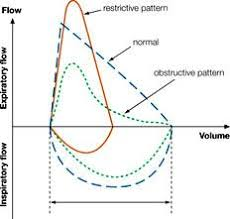 Flow
restrictive pattern
normal
obstructive pattern
Expiratory flow
Volume
Inspiratory flow